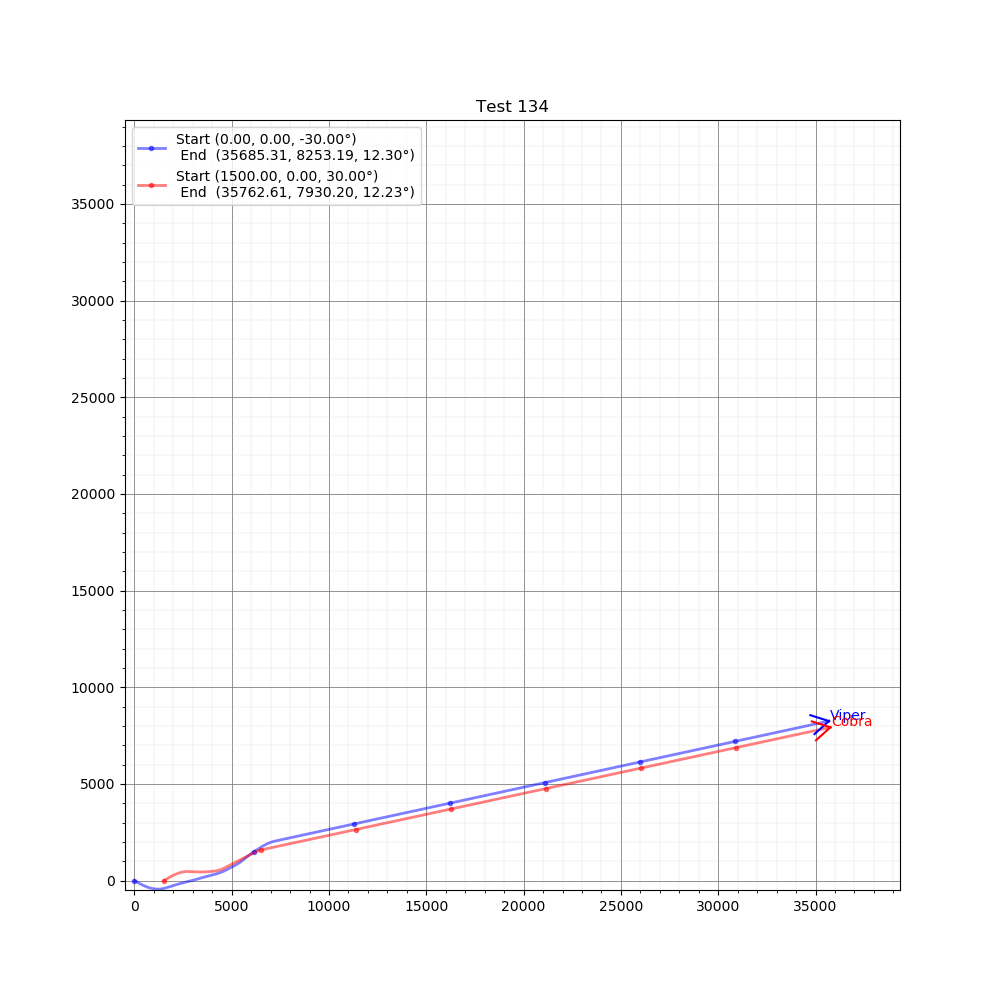 Test 134
Start (0.00, 0.00, -30.00°)
End (35685.31, 8253.19, 12.30°)
Start (1500.00, 0.00, 30.00°)
End (35762.61, 7930.20, 12.23°)
35000
30000
25000
20000
15000
10000
5000
0
Viper
Cobra
0 5000 10000 15000 20000 25000 30000 35000